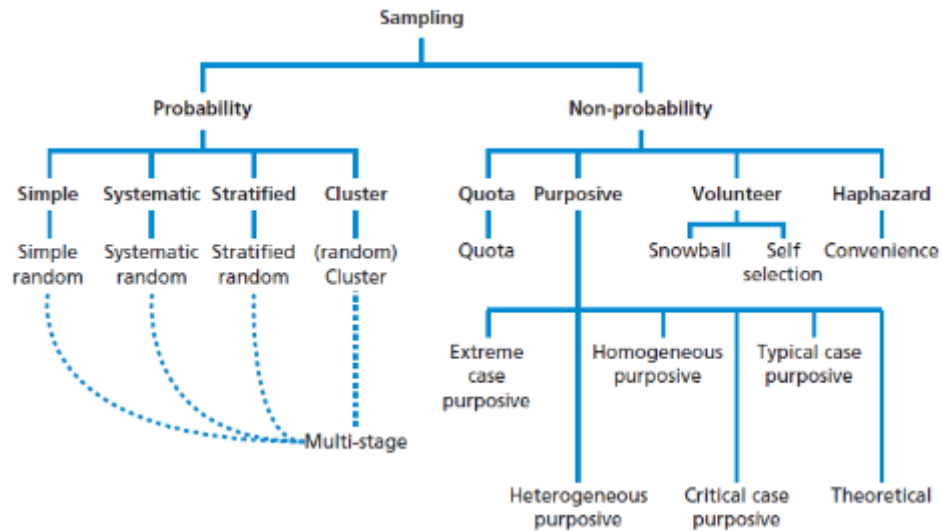 Sampling
Probability
Non-probability
Simple
Systematic
Stratified
Cluster
Quota
Purposive
Volunteer
Haphazard
Simple
random
Systematic
random
Stratified
random
(random)
Cluster
Quota
Snowball
Self
selection
Convenience
Extreme
case
purposive
Homogeneous
purposive
Typical case
purposive
Multi-stage
Heterogeneous
purposive
Critical case
purposive
Theoretical